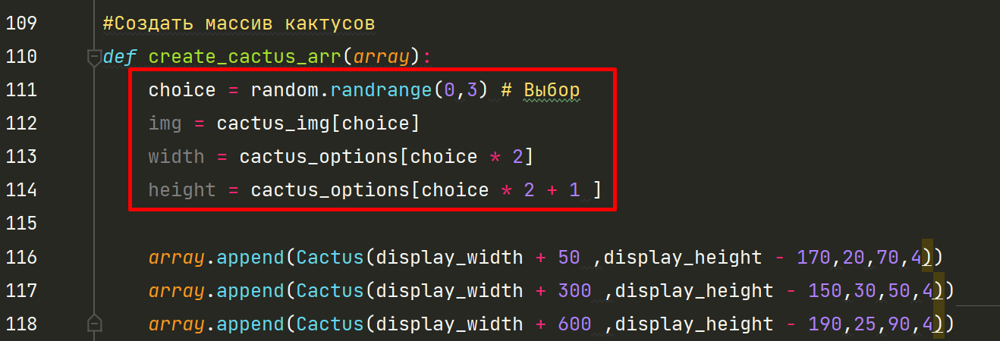 109 #Создать массив кактусов
110 def create_cactus_arr(array):
111 choice = random.randrange(0,3) # Выбор
112 img = cactus_img[choice]
113 width = cactus_options[choice * 2]
114 height = cactus_options[choice * 2 + 1 ]
115
116 array.append(Cactus(display_width + 50 ,display_height - 170,20,70,4))
117 array.append(Cactus(display_width + 300 ,display_height - 150,30,50,4))
118 array.append(Cactus(display_width + 600 ,display_height - 190,25,90,4))